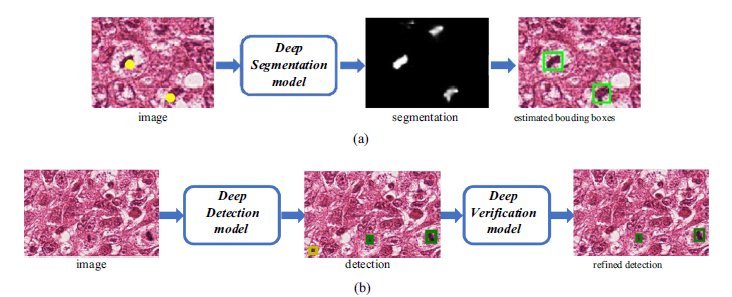 Deep
Segmentation
model
image
segmentation
estimated bouding boxes
(a)
Deep
Detection
model
Deep
Verification
model
image
detection
refined detection
(b)